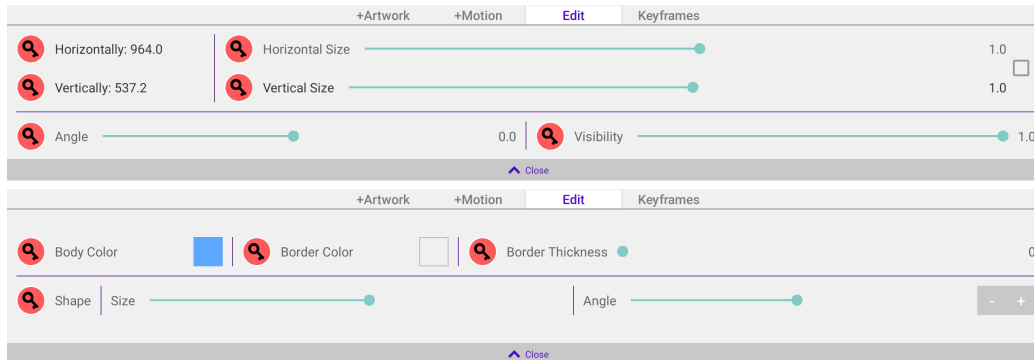 +Artwork +Motion Edit Keyframes
Horizontally: 964.0 Horizontal Size 1.0
Vertically: 537.2 Vertical Size 1.0
Angle 0.0 Visibility 1.0
Close
+Artwork +Motion Edit Keyframes
Body Color Border Color Border Thickness 0
Shape Size Angle - +
Close